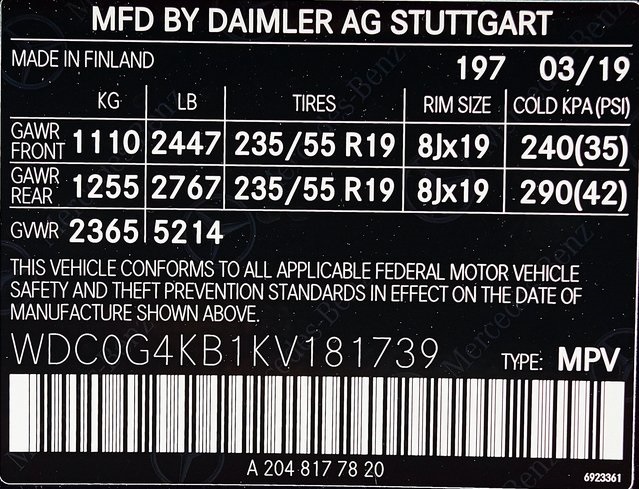 MFD BY DAIMLER AG STUTTGART
MADE IN FINLAND 197 03/19
KG LB TIRES RIM SIZE COLD KPA (PSI)
GAWR FRONT 1110 2447 235/55 R19 8Jx19 240(35)
GAWR REAR 1255 2767 235/55 R19 8Jx19 290(42)
GVWR 2365 5214
THIS VEHICLE CONFORMS TO ALL APPLICABLE FEDERAL MOTOR VEHICLE
SAFETY AND THEFT PREVENTION STANDARDS IN EFFECT ON THE DATE OF
MANUFACTURE SHOWN ABOVE.
WDC0G4KB1KV181739 TYPE: MPV
A 204 817 78 20
6923361